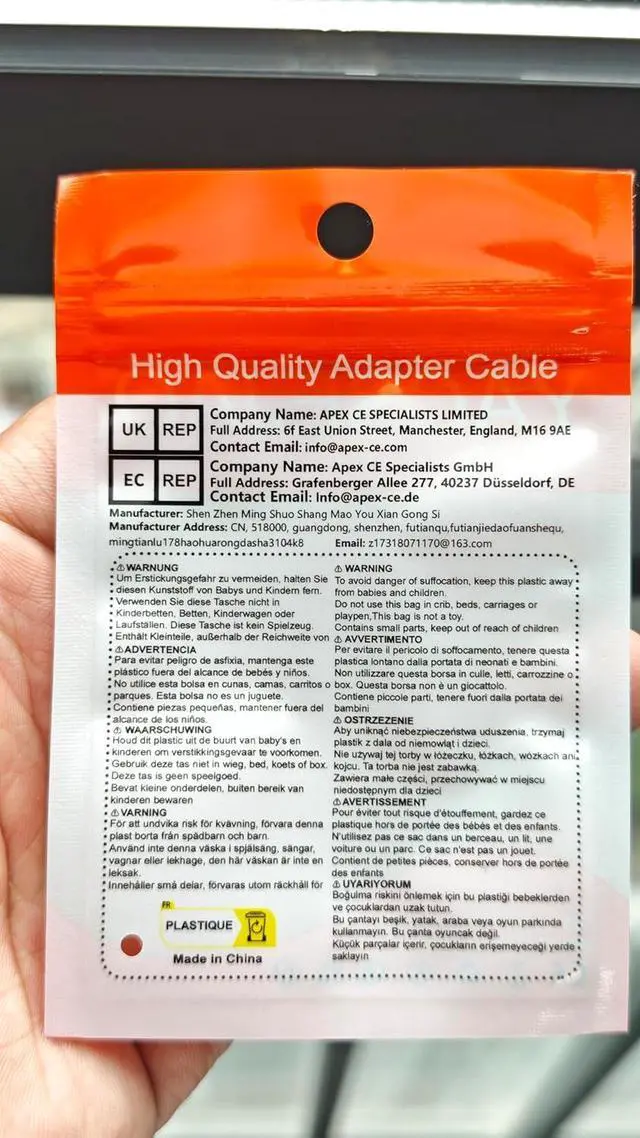 High Quality Adapter Cable
UK REP
Company Name: APEX CE SPECIALISTS LIMITED
Full Address: 6f East Union Street, Manchester, England, M16 9AE
Contact Email: info@apex-ce.com
EC REP
Company Name: Apex CE Specialists GmbH
Full Address: Grafenberger Allee 277, 40237 Düsseldorf, DE
Contact Email: Info@apex-ce.de
Manufacturer: Shen Zhen Ming Shuo Shang Mao You Xian Gong Si
Manufacturer Address: CN, 518000, guangdong, shenzhen, futianqu,futianjiedaofuanshequ,
mingtianlu178haohuarongdasha3104k8 Email: z17318071170@163.com
⚠WARNUNG
Um Erstickungsgefahr zu vermeiden, halten Sie
diesen Kunststoff von Babys und Kindern fern.
Verwenden Sie diese Tasche nicht in
Kinderbetten, Betten, Kinderwagen oder
Laufställen. Diese Tasche ist kein Spielzeug.
Enthält Kleinteile, außerhalb der Reichweite von
⚠ADVERTENCIA
Para evitar peligro de asfixia, mantenga este
plástico fuera del alcance de bebés y niños.
No utilice esta bolsa en cunas, camas, carritos o
parques. Esta bolsa no es un juguete.
Contiene piezas pequeñas, mantener fuera del
alcance de los niños.
⚠ WAARSCHUWING
Houd dit plastic uit de buurt van baby's en
kinderen om verstikkingsgevaar te voorkomen.
Gebruik deze tas niet in wieg, bed, koets of box.
Deze tas is geen speelgoed.
Bevat kleine onderdelen, buiten bereik van
kinderen bewaren
⚠VARNING
För att undvika risk för kvävning, förvara denna
plast borta från spädbarn och barn.
Använd inte denna väska i spjälsäng, sängar,
vagnar eller lekhage, den här väskan är inte en
leksak.
Innehåller små delar, förvaras utom räckhåll för
⚠ WARNING
To avoid danger of suffocation, keep this plastic away
from babies and children.
Do not use this bag in crib, beds, carriages or
playpen,This bag is not a toy.
Contains small parts, keep out of reach of children
⚠ AVVERTIMENTO
Per evitare il pericolo di soffocamento, tenere questa
plastica lontano dalla portata di neonati e bambini.
Non utilizzare questa borsa in culle, letti, carrozzine o
box. Questa borsa non è un giocattolo.
Contiene piccole parti, tenere fuori dalla portata dei
bambini
⚠ OSTRZEZENIE
Aby uniknąć niebezpieczeństwa uduszenia, trzymaj
plastik z dala od niemowląt i dzieci.
Nie używaj tej torby w łóżeczku, łóżkach, wózkach ani
kojcu. Ta torba nie jest zabawką.
Zawiera małe części, przechowywać w miejscu
niedostępnym dla dzieci
⚠AVERTISSEMENT
Pour éviter tout risque d'étouffement, gardez ce
plastique hors de portée des bébés et des enfants.
N'utilisez pas ce sac dans un berceau, un lit, une
voiture ou un parc. Ce sac n'est pas un jouet.
Contient de petites pièces, conserver hors de portée
des enfants
⚠ UYARIYORUM
Boğulma riskini önlemek için bu plastiği bebeklerden
ve çocuklardan uzak tutun.
Bu çantayı beşik, yatak, araba veya oyun parkında
kullanmayın. Bu çanta oyuncak değil.
Küçük parçalar içerir, çocukların erişemeyeceği yerde
saklayın
FR
PLASTIQUE
Made in China